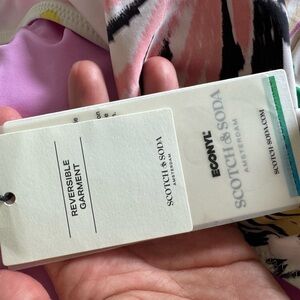 REVERSIBLE
GARMENT
SCOTCH & SODA
AMSTERDAM
ECONYL®
SCOTCH & SODA
AMSTERDAM
SCOTCH-SODA.COM